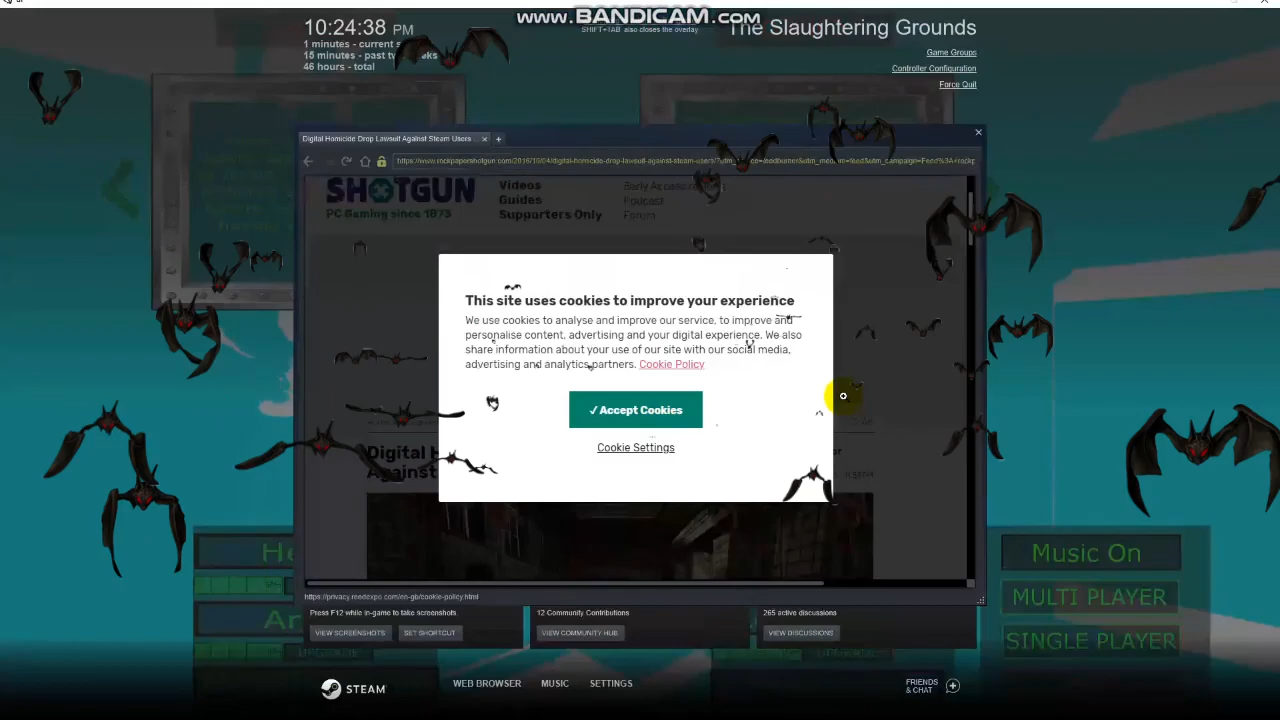 www.BANDICAM.com
10:24:38 PM
SHIFT+TAB also closes the overlay
The Slaughtering Grounds
1 minutes - current
15 minutes - past
46 hours - total
Game Groups
Controller Configuration
Force Quit
Digital Homicide Drop Lawsuit Against Steam Users ...
SHOTGUN
PC Gaming since 1873
Videos
Guides
Supporters Only
Early Access
Podcast
Forum
This site uses cookies to improve your experience
We use cookies to analyse and improve our service, to improve and
personalise content, advertising and your digital experience. We also
share information about your use of our site with our social media,
advertising and analytics partners. Cookie Policy
✓ Accept Cookies
Cookie Settings
Digital
Against
https://privacy.reedexpo.com/en-gb/cookie-policy.html
Music On
MULTI PLAYER
SINGLE PLAYER
Press F12 while in-game to take screenshots
12 Community Contributions
265 active discussions
VIEW SCREENSHOTS
SET SHORTCUT
VIEW COMMUNITY HUB
VIEW DISCUSSIONS
STEAM
WEB BROWSER
MUSIC
SETTINGS
FRIENDS
& CHAT